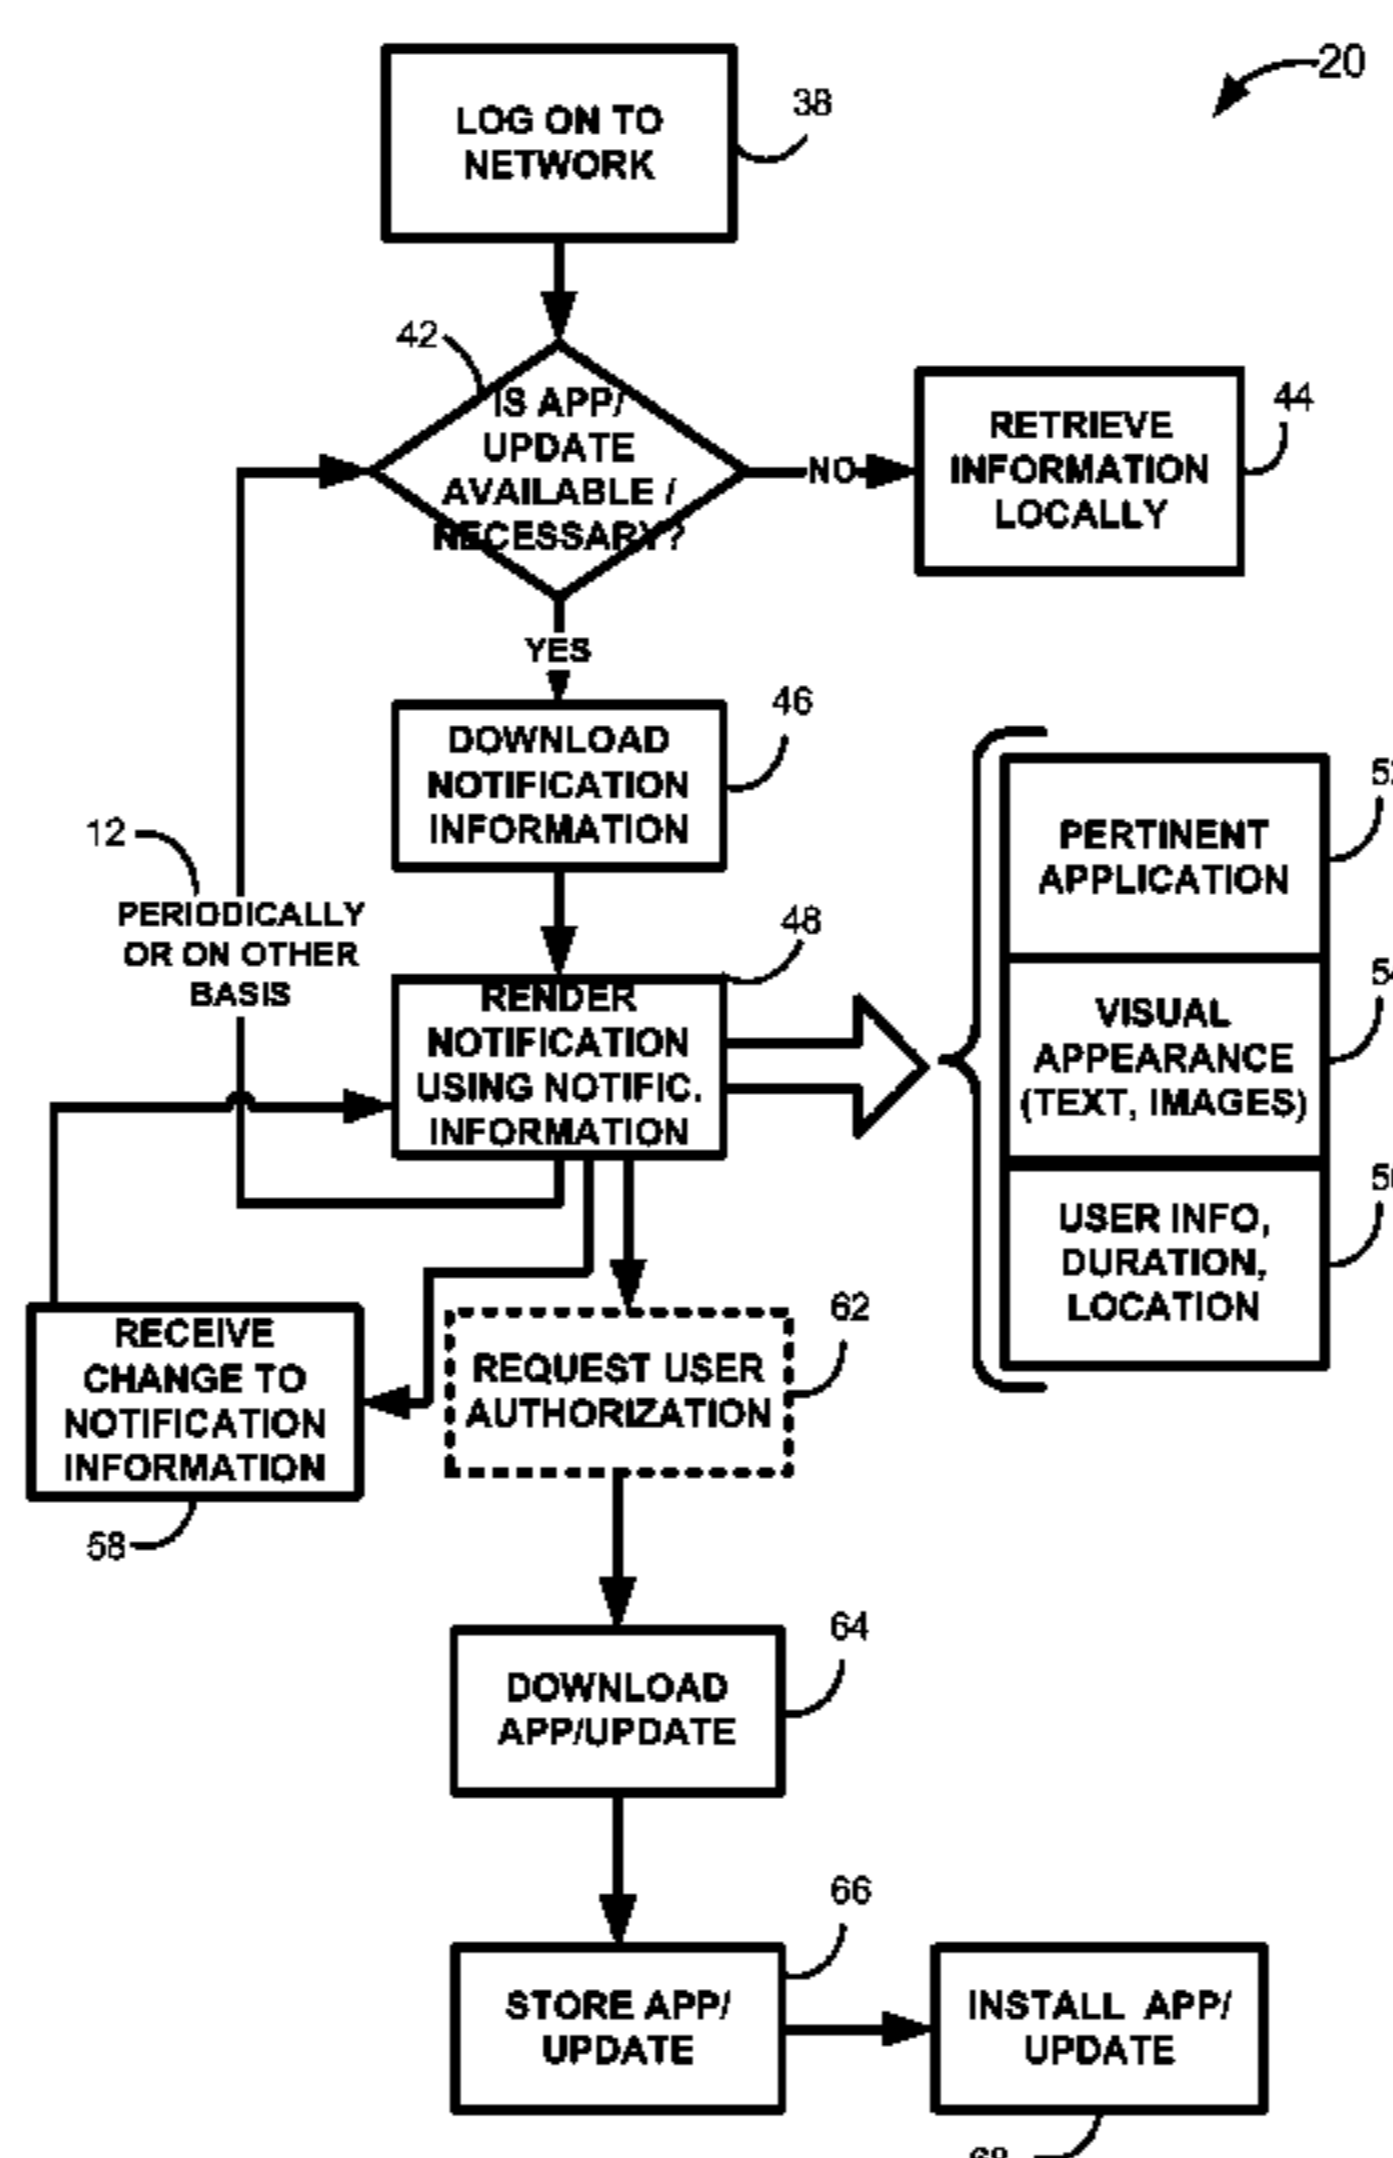 20
LOG ON TO
NETWORK
38
42
IS APP/
UPDATE
AVAILABLE /
NECESSARY?
NO
RETRIEVE
INFORMATION
LOCALLY
44
YES
DOWNLOAD
NOTIFICATION
INFORMATION
46
12
PERIODICALLY
OR ON OTHER
BASIS
RENDER
NOTIFICATION
USING NOTIFIC.
INFORMATION
48
PERTINENT
APPLICATION
VISUAL
APPEARANCE
(TEXT, IMAGES)
USER INFO,
DURATION,
LOCATION
RECEIVE
CHANGE TO
NOTIFICATION
INFORMATION
58
REQUEST USER
AUTHORIZATION
62
DOWNLOAD
APP/UPDATE
64
STORE APP/
UPDATE
66
INSTALL APP/
UPDATE